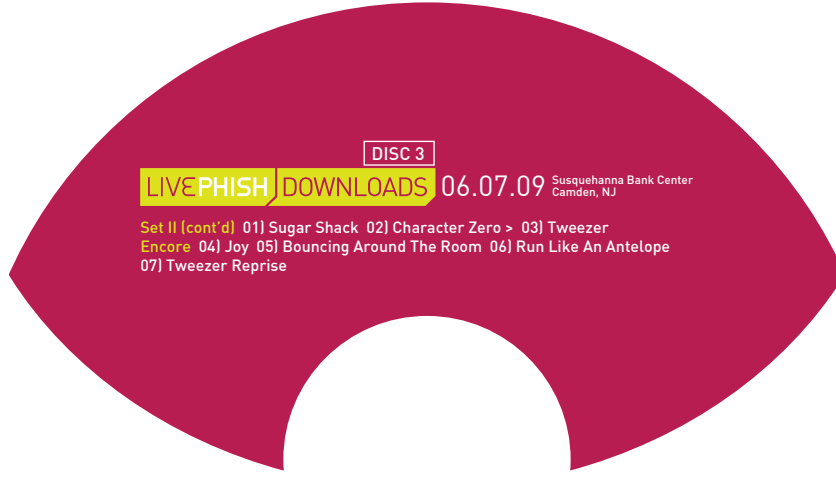 DISC 3
LIVEPHISH DOWNLOADS 06.07.09 Susquehanna Bank Center
Camden, NJ
Set II (cont'd) 01) Sugar Shack 02) Character Zero > 03) Tweezer
Encore 04) Joy 05) Bouncing Around The Room 06) Run Like An Antelope
07) Tweezer Reprise